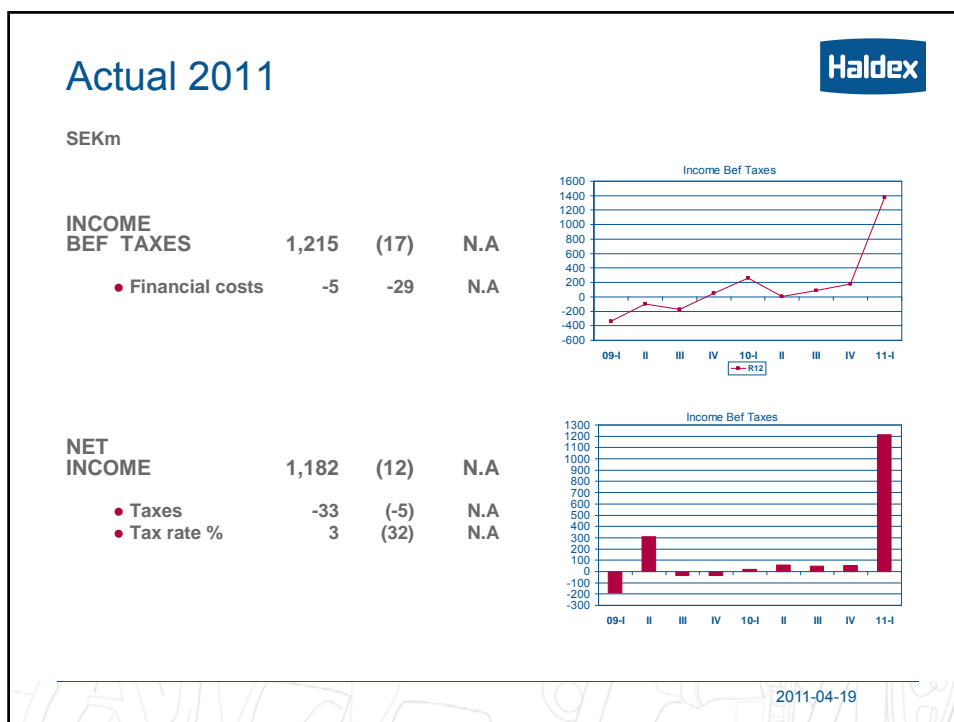 Actual 2011
Haldex
SEKm
INCOME
BEF TAXES 1,215 (17) N.A
● Financial costs -5 -29 N.A
Income Bef Taxes
1600
1400
1200
1000
800
600
400
200
0
-200
-400
-600
09-I II III IV 10-I II III IV 11-I
R12
NET
INCOME 1,182 (12) N.A
● Taxes -33 (-5) N.A
● Tax rate % 3 (32) N.A
Income Bef Taxes
1300
1200
1100
1000
900
800
700
600
500
400
300
200
100
0
-100
-200
-300
09-I II III IV 10-I II III IV 11-I
2011-04-19